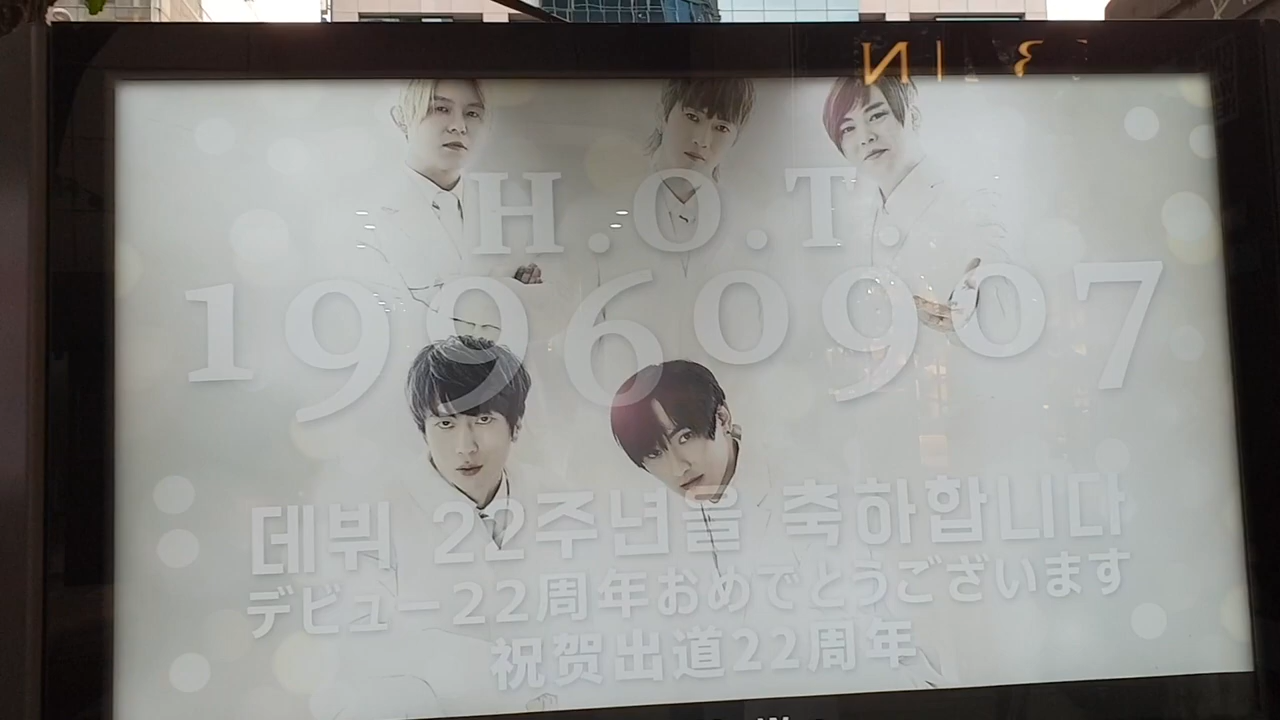 H.O.T.
19960907
데뷔 22주년을 축하합니다
デビュー22周年おめでとうございます
祝贺出道22周年